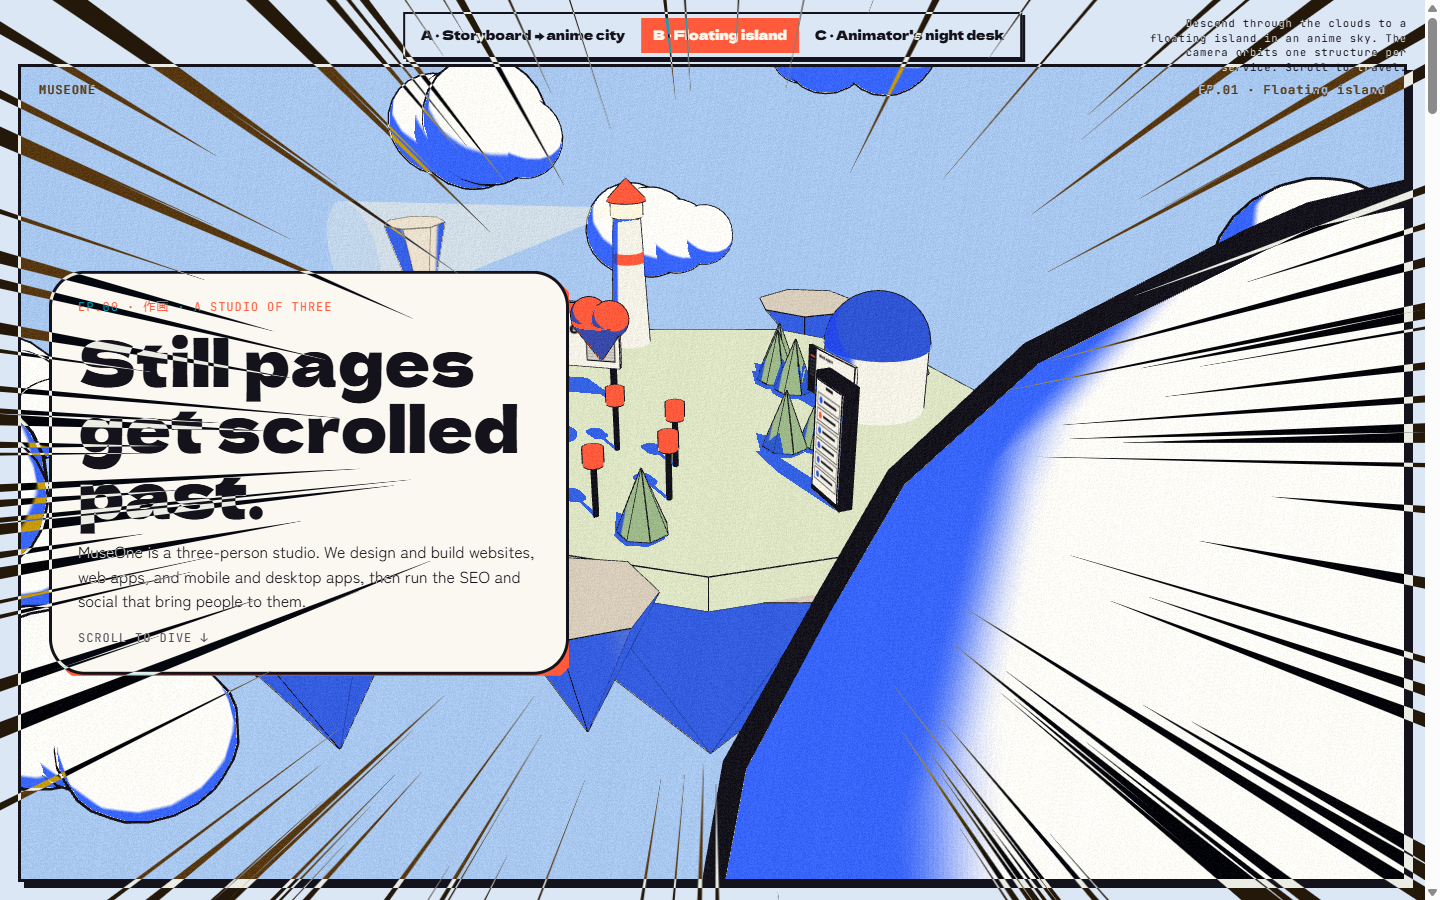 A · Storyboard → anime city
B · Floating island
C · Animator's night desk
Descend through the clouds to a
floating island in an anime sky. The
camera orbits one structure per
service. Scroll to travel.
MUSEONE
EP.01 · Floating island
EP.00 · 作画 · A STUDIO OF THREE
Still pages
get scrolled
past.
MuseOne is a three-person studio. We design and build websites,
web apps, and mobile and desktop apps, then run the SEO and
social that bring people to them.
SCROLL TO DIVE ↓